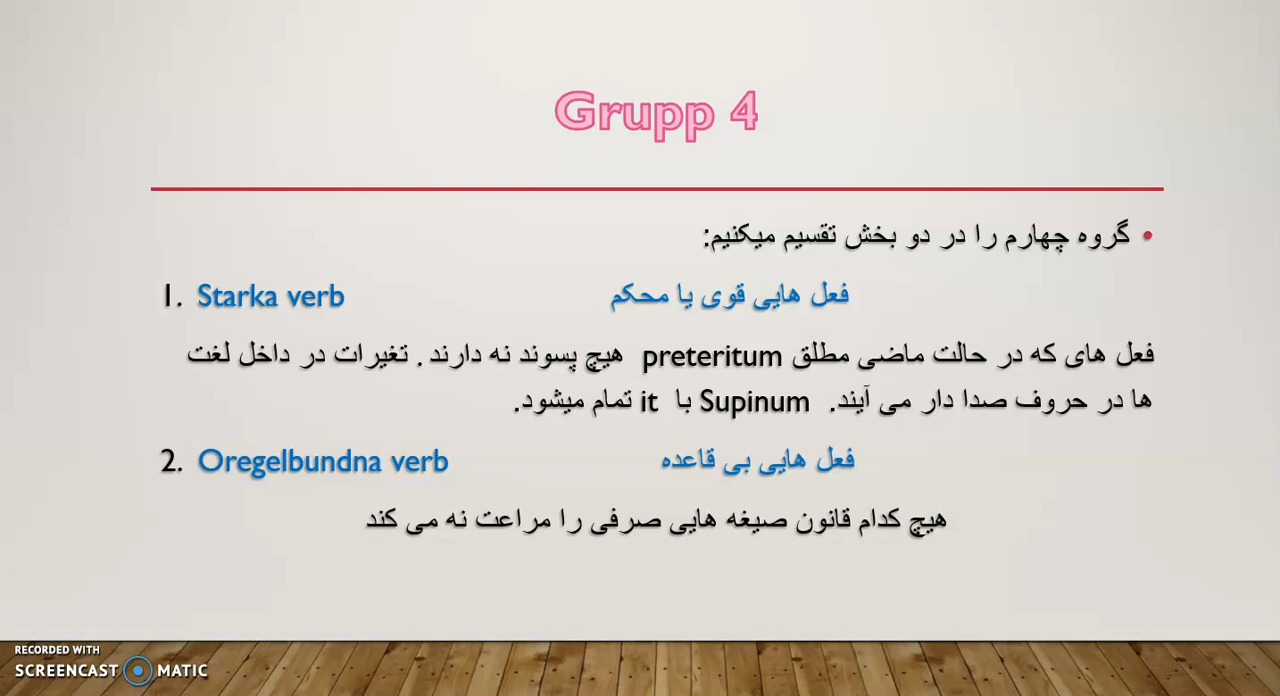 Grupp 4
• گروه چهارم را در دو بخش تقسیم میکنیم:
1. Starka verb فعل هایی قوی یا محکم
فعل های که در حالت ماضی مطلق preteritum هیچ پسوند نه دارند . تغیرات در داخل لغت
ها در حروف صدا دار می آیند. Supinum با it تمام میشود.
2. Oregelbundna verb فعل هایی بی قاعده
هیچ کدام قانون صیغه هایی صرفی را مراعت نه می کند
RECORDED WITH
SCREENCAST MATIC